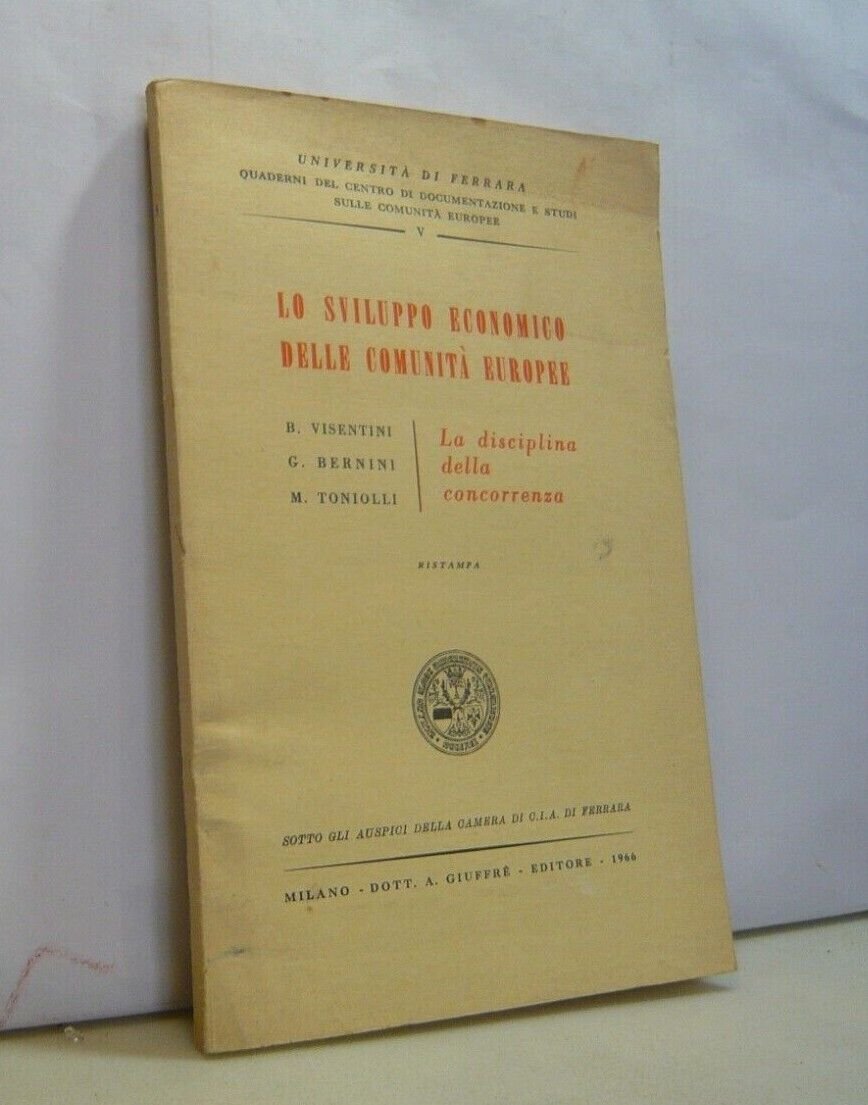 UNIVERSITÀ DI FERRARA
QUADERNI DEL CENTRO DI DOCUMENTAZIONE E STUDI
SULLE COMUNITÀ EUROPEE
V
LO SVILUPPO ECONOMICO
DELLE COMUNITÀ EUROPEE
B. VISENTINI
G. BERNINI
M. TONIOLLI
La disciplina
della
concorrenza
RISTAMPA
SOTTO GLI AUSPICI DELLA CAMERA DI C.I.A. DI FERRARA
MILANO - DOTT. A. GIUFFRÈ - EDITORE - 1966